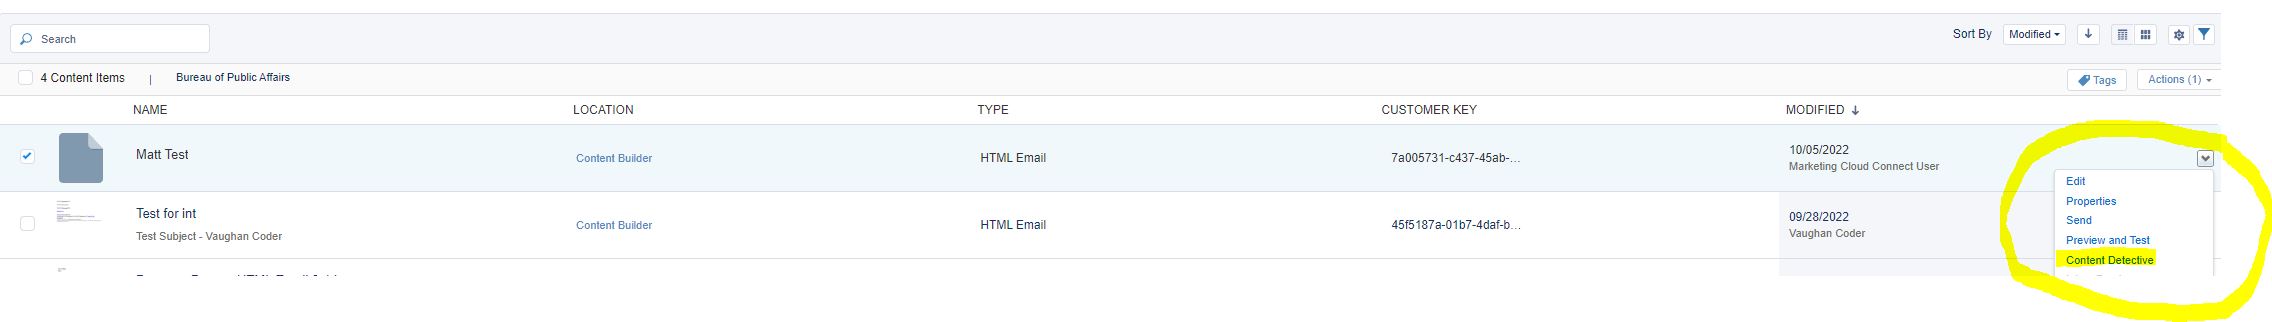 Search
Sort By Modified
4 Content Items | Bureau of Public Affairs
Tags Actions (1)
NAME LOCATION TYPE CUSTOMER KEY MODIFIED
Matt Test Content Builder HTML Email 7a005731-c437-45ab-... 10/05/2022
Marketing Cloud Connect User
Edit
Properties
Send
Preview and Test
Content Detective
Test for int Content Builder HTML Email 45f5187a-01b7-4daf-b... 09/28/2022
Test Subject - Vaughan Coder Vaughan Coder